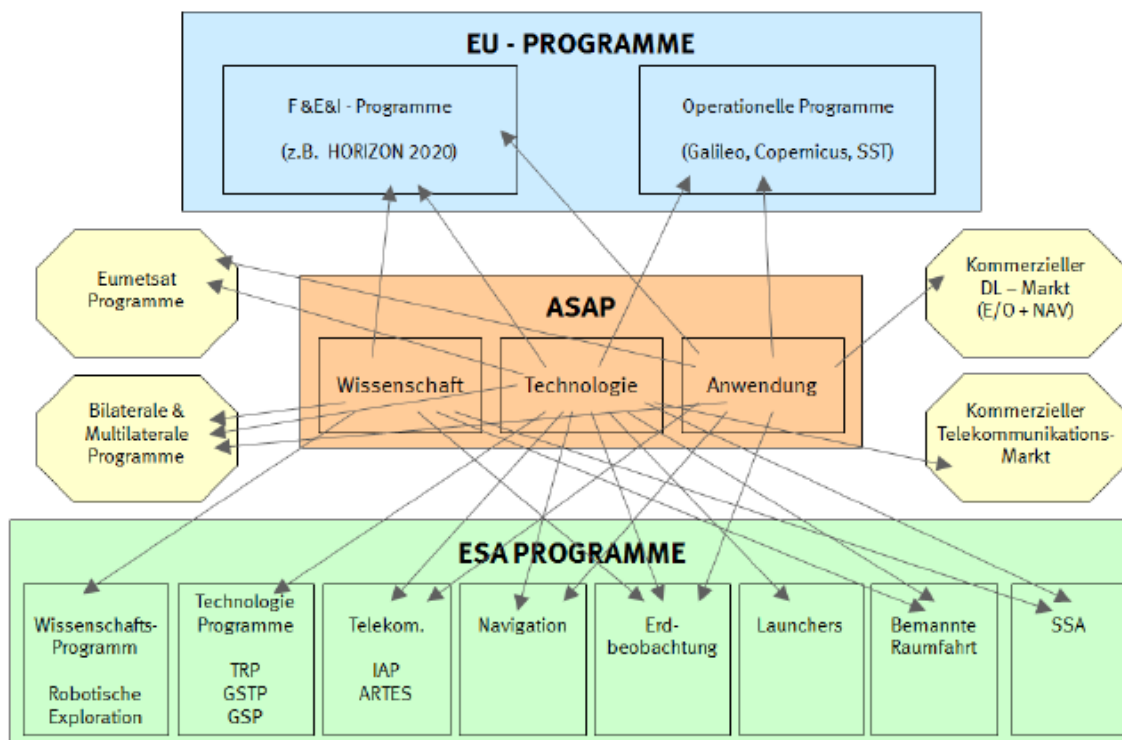 EU - PROGRAMME
F &E&I - Programme
(z.B. HORIZON 2020)
Operationelle Programme
(Galileo, Copernicus, SST)
Eumetsat
Programme
Kommerzieller
DL – Markt
(E/O + NAV)
ASAP
Wissenschaft
Technologie
Anwendung
Bilaterale &
Multilaterale
Programme
Kommerzieller
Telekommunikations-
Markt
ESA PROGRAMME
Wissenschafts-
Programm
Robotische
Exploration
Technologie
Programme
TRP
GSTP
GSP
Telekom.
IAP
ARTES
Navigation
Erd-
beobachtung
Launchers
Bemannte
Raumfahrt
SSA